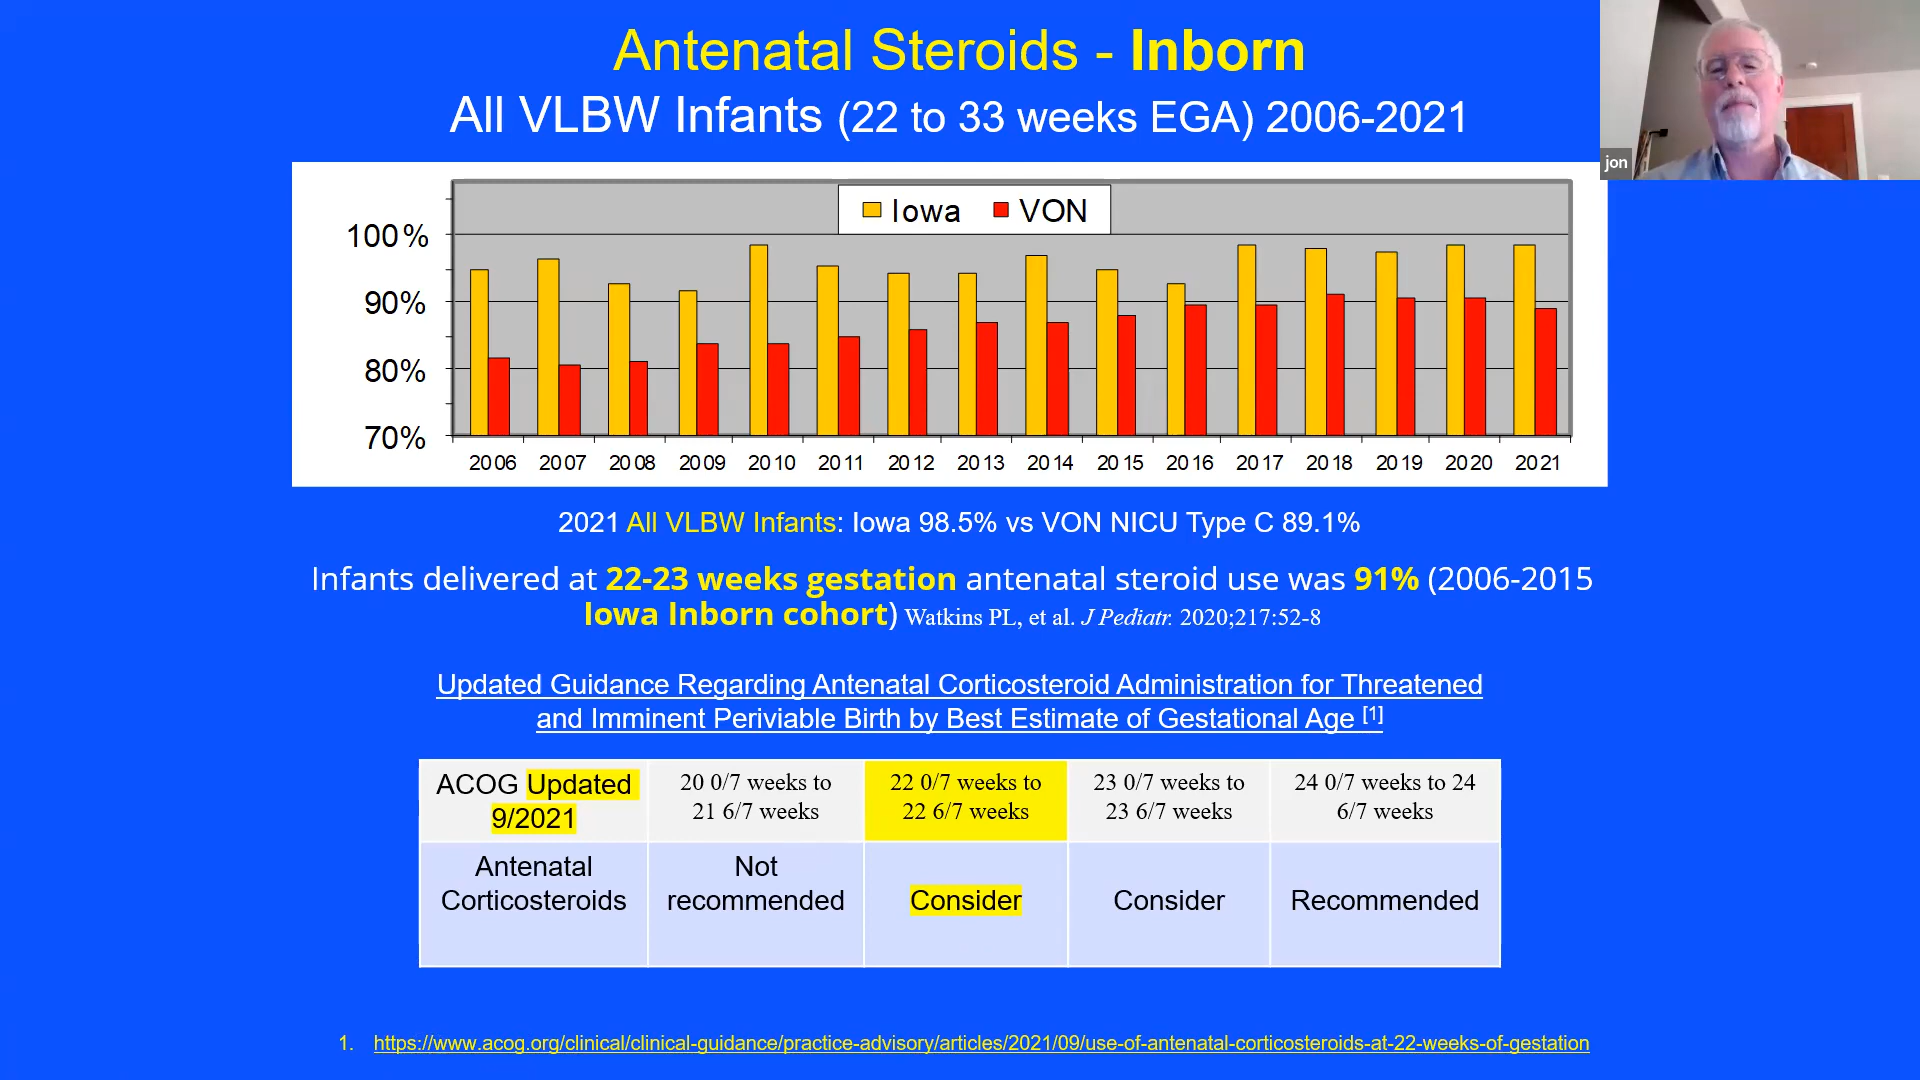 Antenatal Steroids - Inborn
All VLBW Infants (22 to 33 weeks EGA) 2006-2021
jon
Iowa VON
100%
90%
80%
70%
2006 2007 2008 2009 2010 2011 2012 2013 2014 2015 2016 2017 2018 2019 2020 2021
2021 All VLBW Infants: Iowa 98.5% vs VON NICU Type C 89.1%
Infants delivered at 22-23 weeks gestation antenatal steroid use was 91% (2006-2015
Iowa Inborn cohort) Watkins PL, et al. J Pediatr. 2020;217:52-8
Updated Guidance Regarding Antenatal Corticosteroid Administration for Threatened
and Imminent Periviable Birth by Best Estimate of Gestational Age [1]
ACOG Updated
9/2021
20 0/7 weeks to
21 6/7 weeks
22 0/7 weeks to
22 6/7 weeks
23 0/7 weeks to
23 6/7 weeks
24 0/7 weeks to 24
6/7 weeks
Antenatal
Corticosteroids
Not
recommended
Consider
Consider
Recommended
1. https://www.acog.org/clinical/clinical-guidance/practice-advisory/articles/2021/09/use-of-antenatal-corticosteroids-at-22-weeks-of-gestation